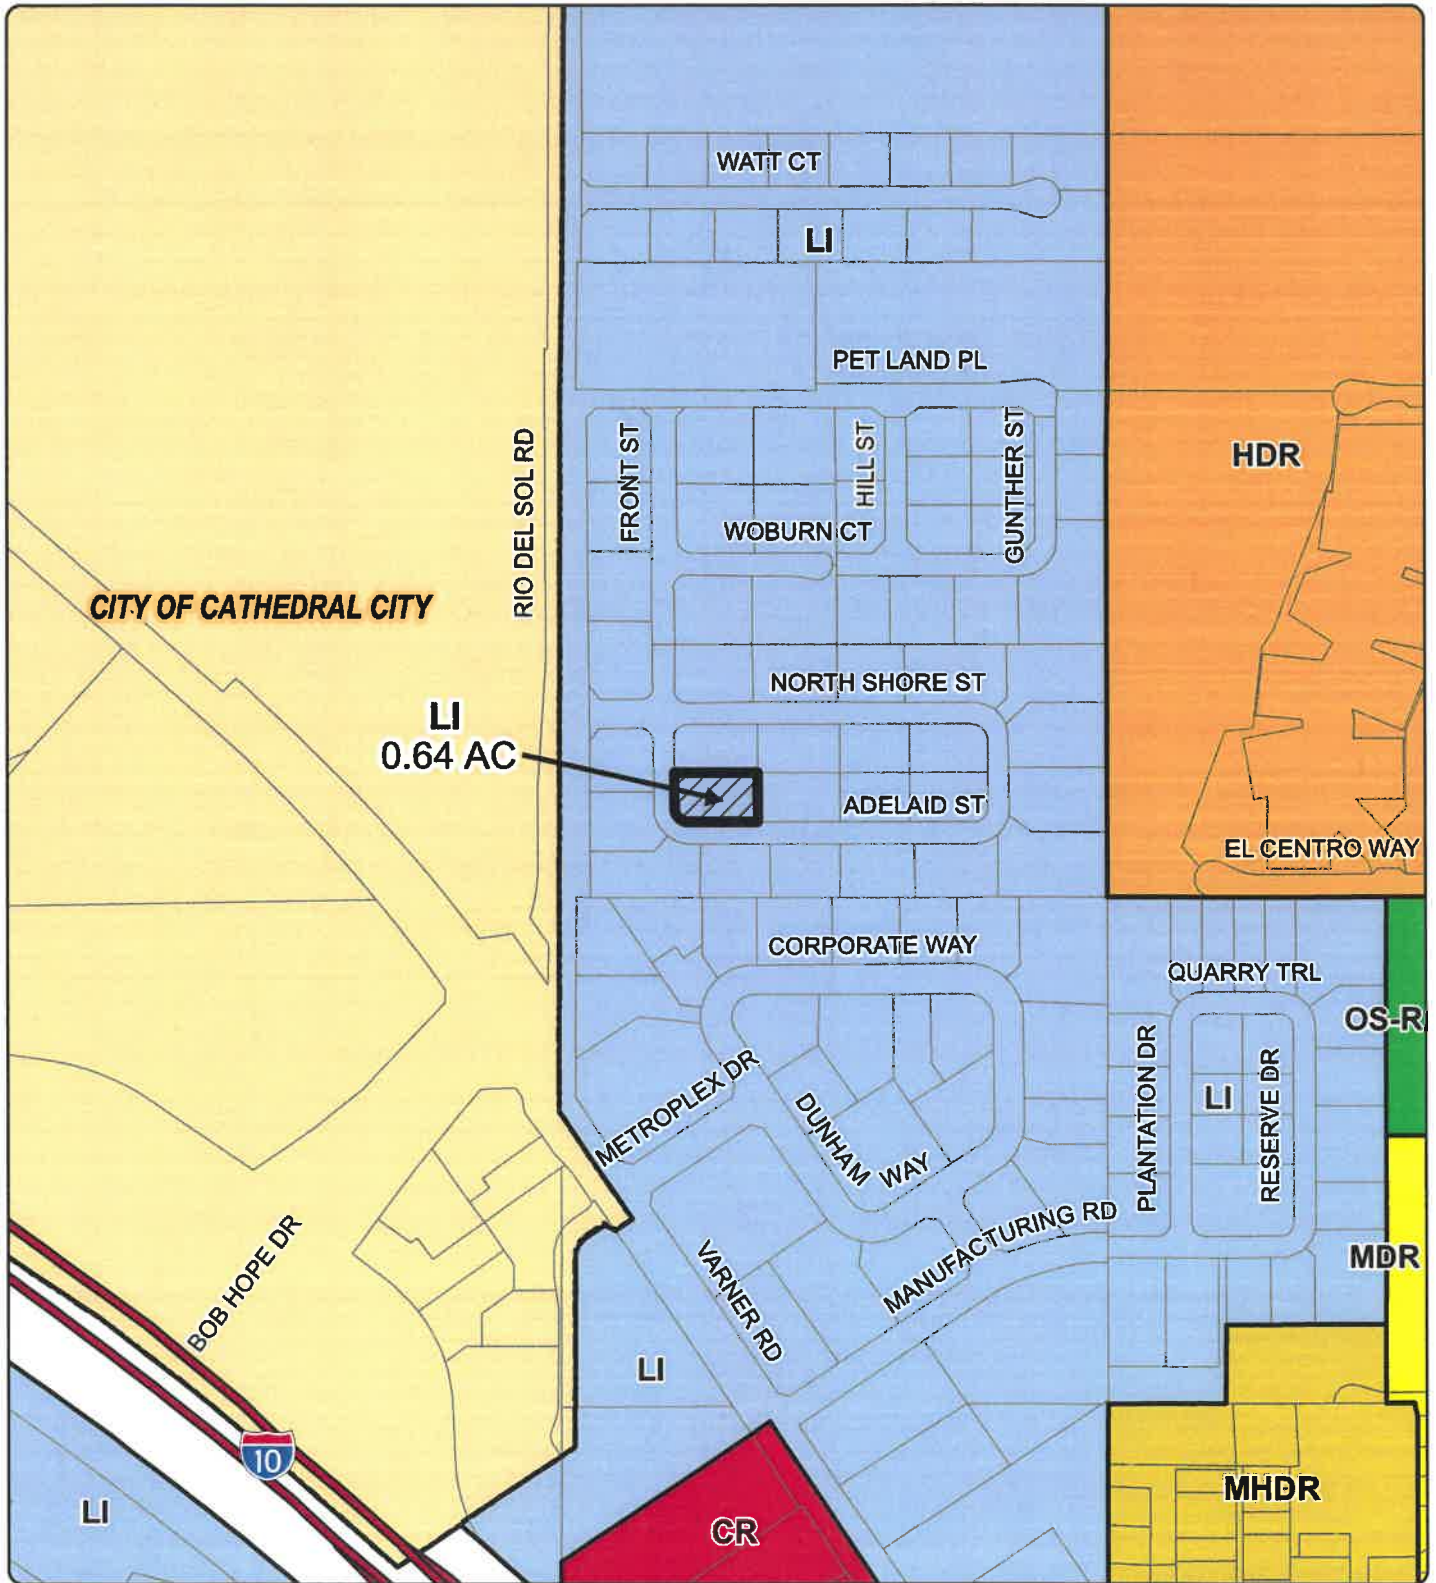 WATT CT
LI
PET LAND PL
FRONT ST
HILL ST
GUNTHER ST
HDR
RIO DEL SOL RD
WOBURN CT
CITY OF CATHEDRAL CITY
NORTH SHORE ST
LI
0.64 AC
ADELAID ST
EL CENTRO WAY
CORPORATE WAY
QUARRY TRL
OS-R
METROPLEX DR
DUNHAM WAY
PLANTATION DR
LI
RESERVE DR
MANUFACTURING RD
VARNER RD
MDR
BOB HOPE DR
LI
10
LI
CR
MHDR